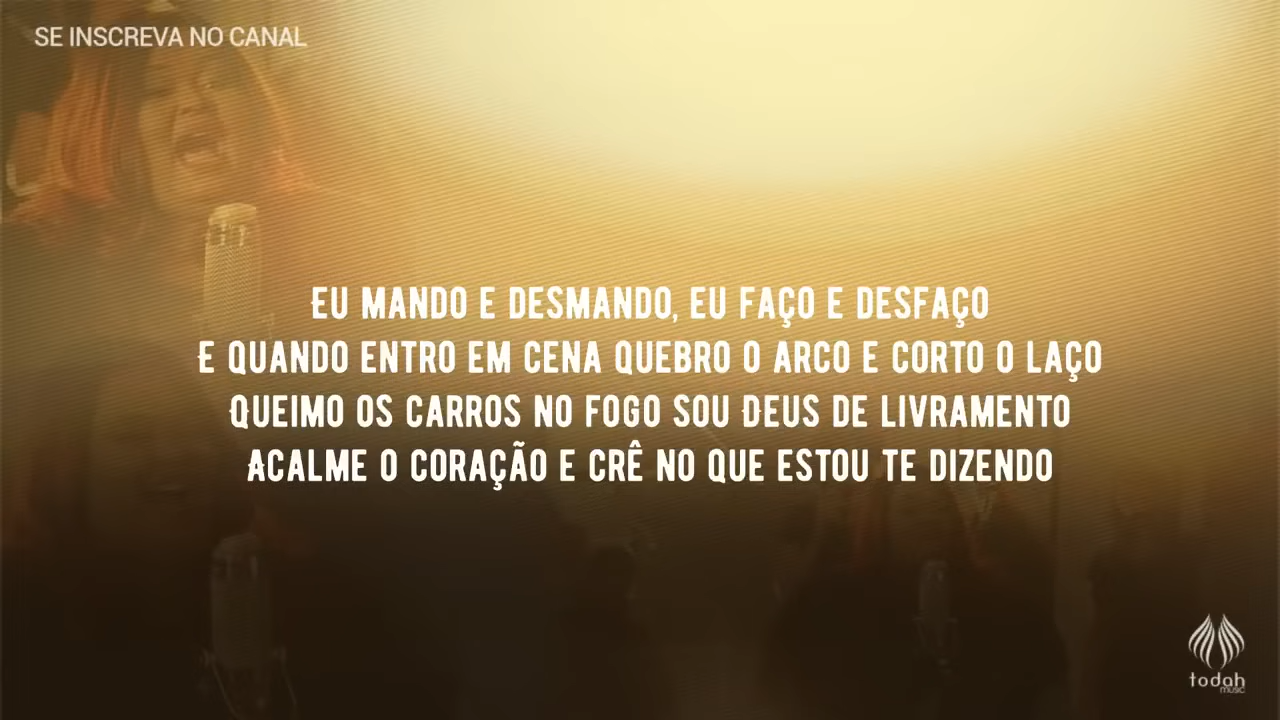 SE INSCREVA NO CANAL
EU MANDO E DESMANDO, EU FAÇO E DESFAÇO
E QUANDO ENTRO EM CENA QUEBRO O ARCO E CORTO O LAÇO
QUEIMO OS CARROS NO FOGO SOU DEUS DE LIVRAMENTO
ACALME O CORAÇÃO E CRÊ NO QUE ESTOU TE DIZENDO
todah
music